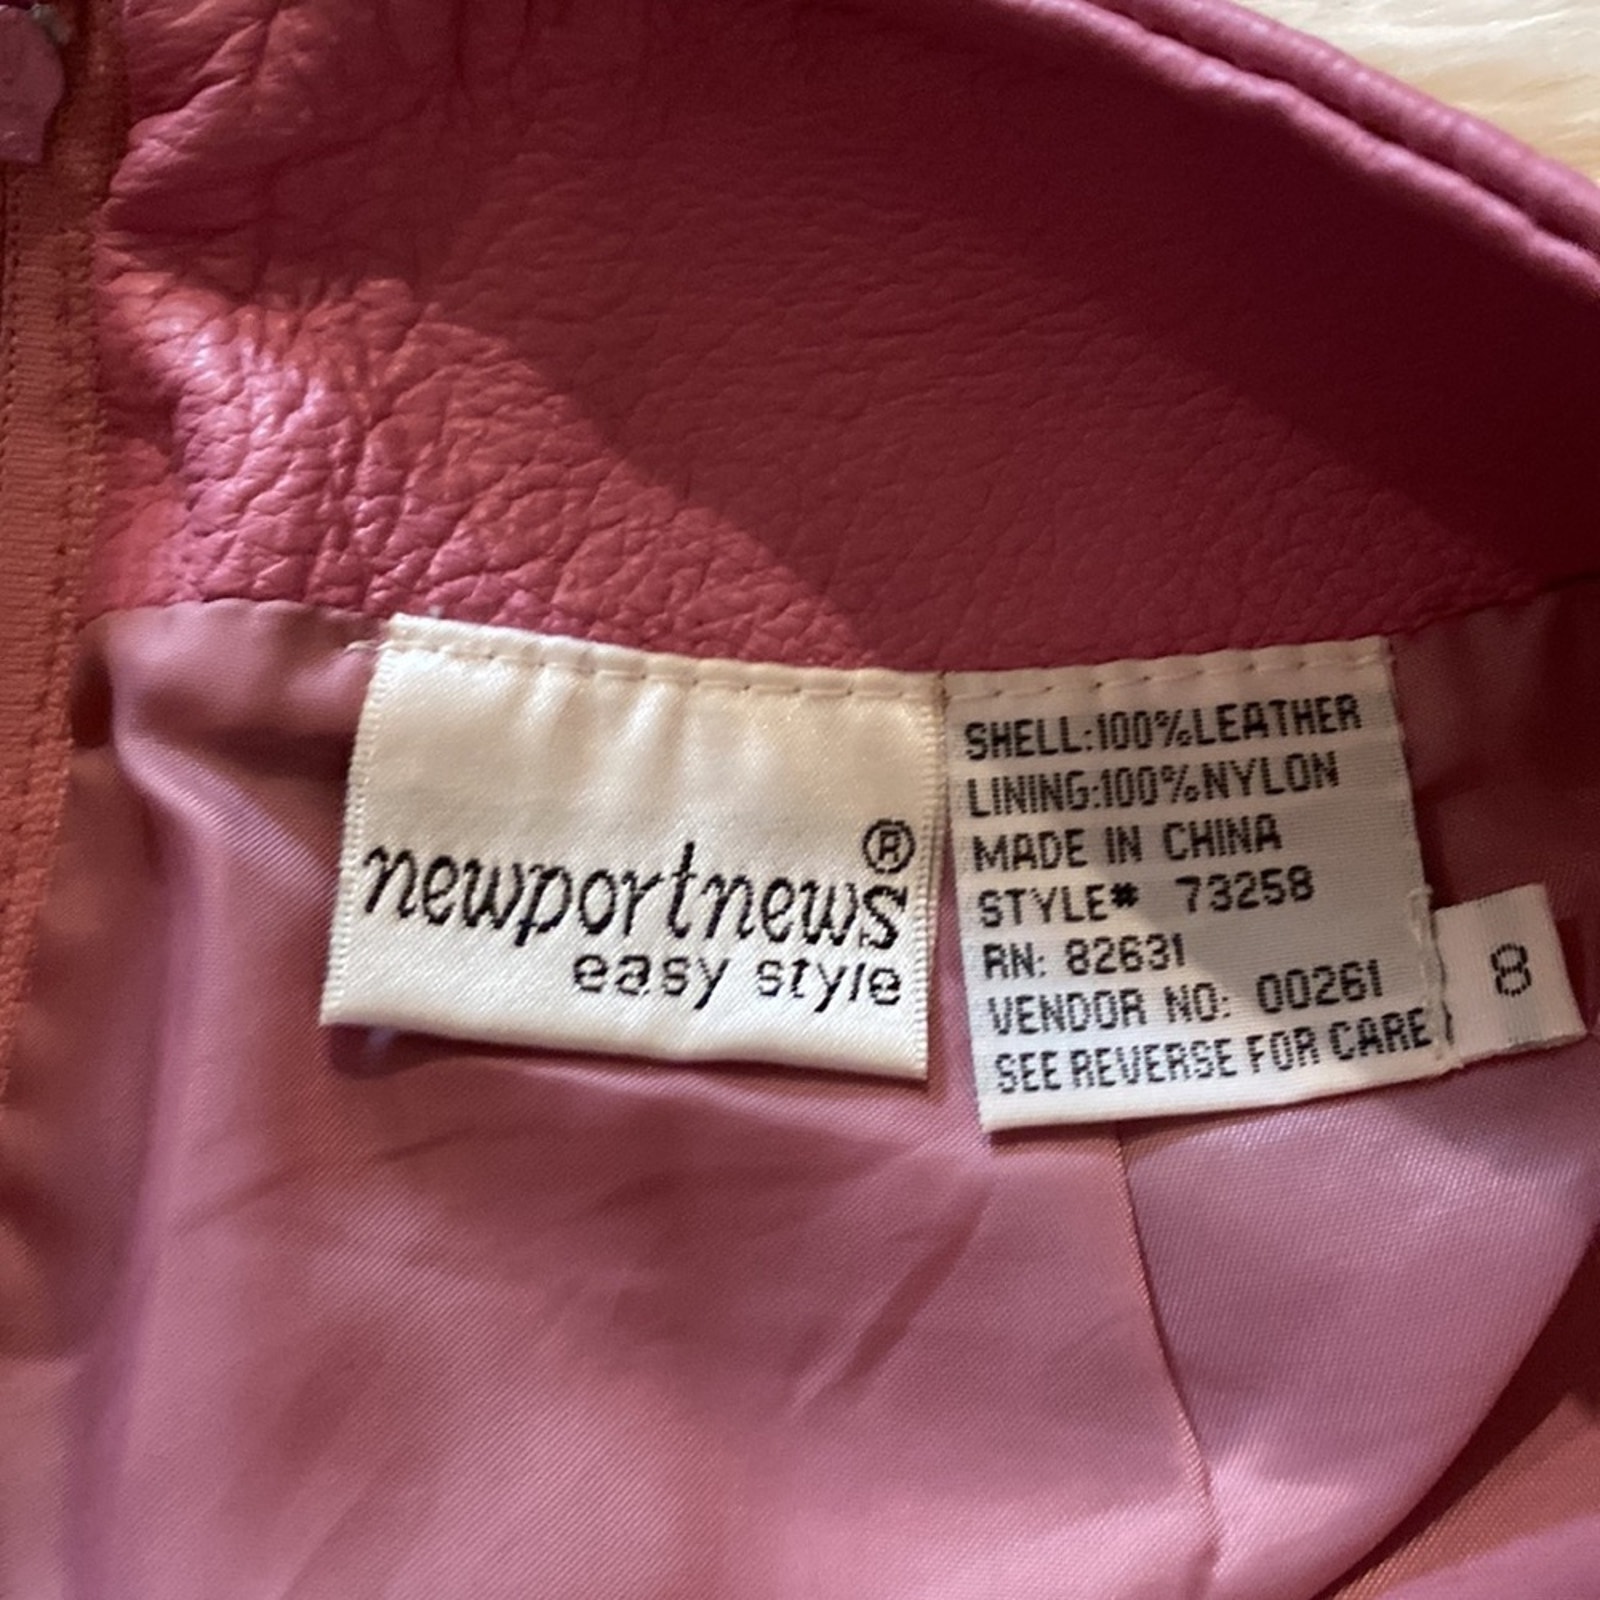 newportnews®
easy style
SHELL:100%LEATHER
LINING:100%NYLON
MADE IN CHINA
STYLE# 73258
RN: 82631
VENDOR NO: 00261
SEE REVERSE FOR CARE
8